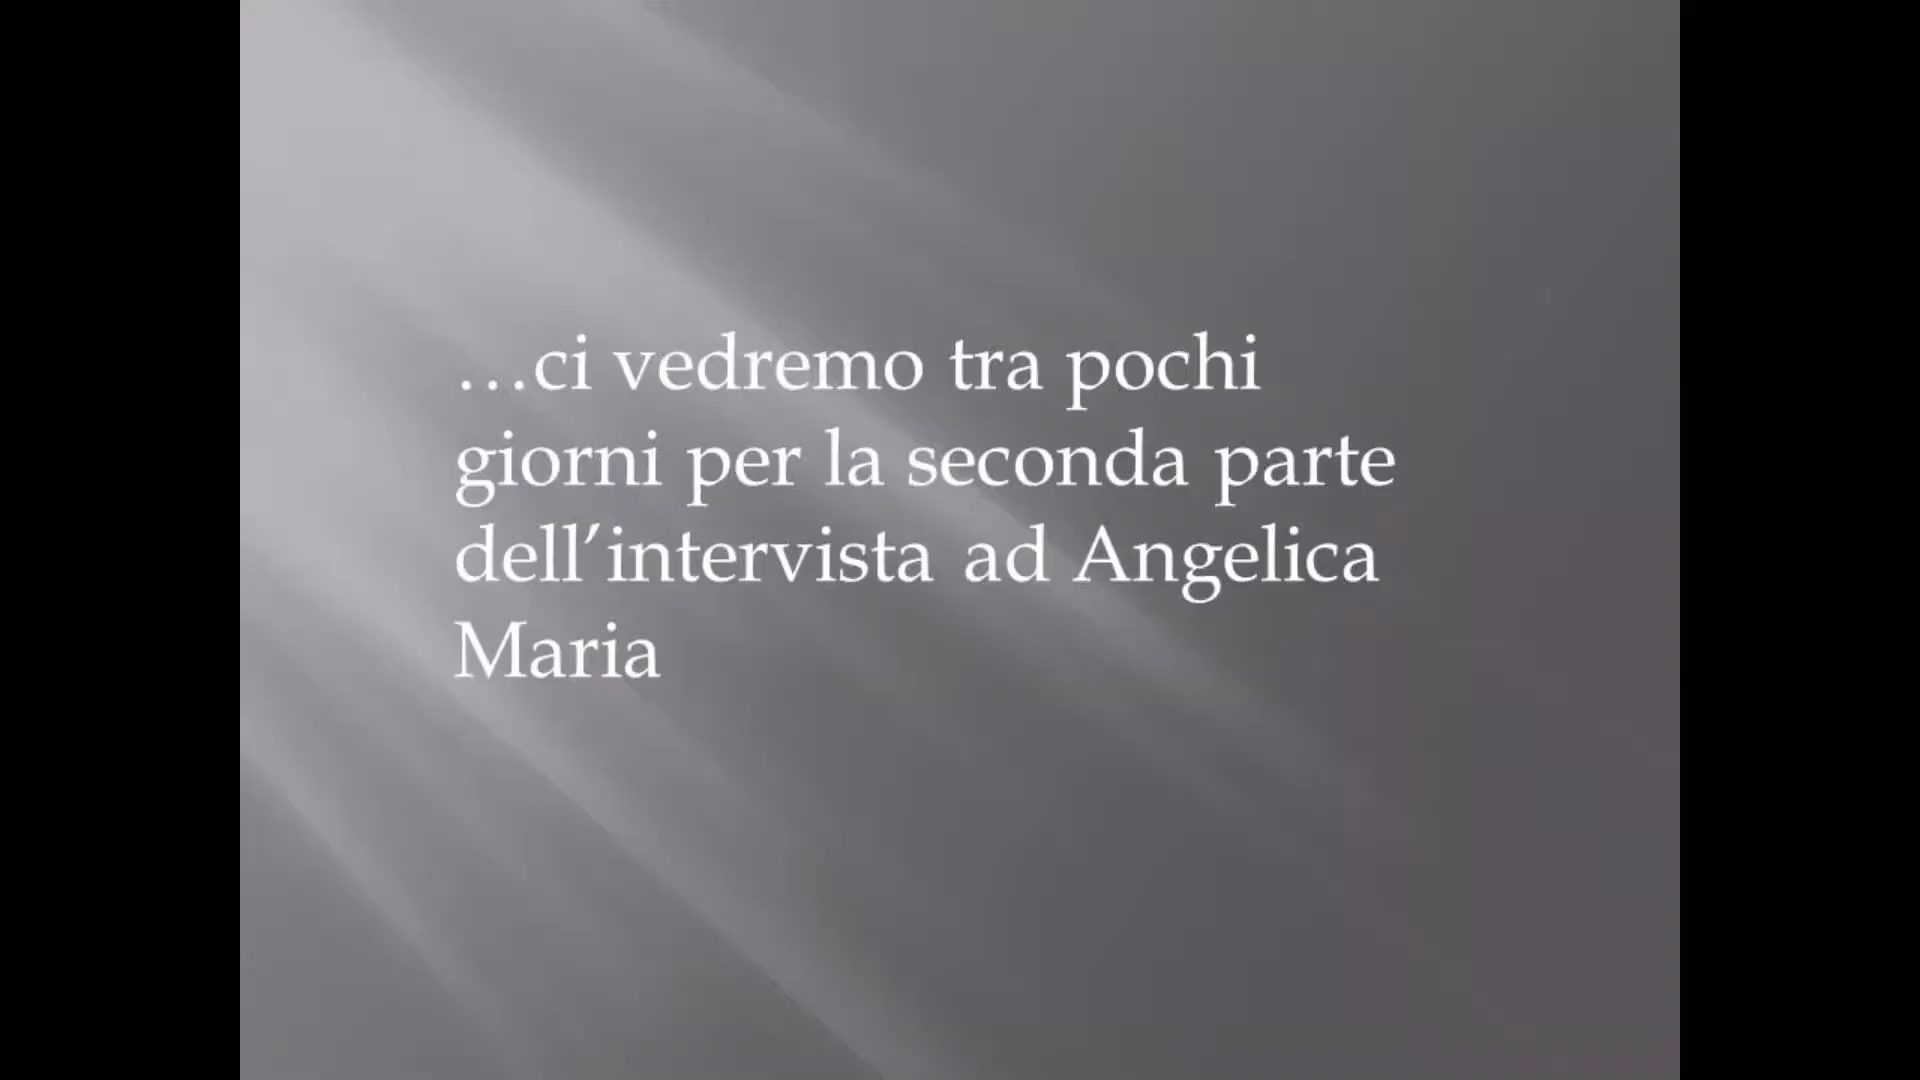 …ci vedremo tra pochi
giorni per la seconda parte
dell’intervista ad Angelica
Maria